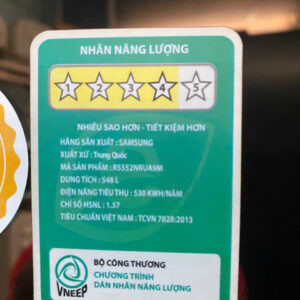 NHÃN NĂNG LƯỢNG
1 2 3 4 5
NHIỀU SAO HƠN - TIẾT KIỆM HƠN
HÃNG SẢN XUẤT : SAMSUNG
XUẤT XỨ : Trung Quốc
MÃ SẢN PHẨM : RS552NRUA9M
DUNG TÍCH : 548 L
ĐIỆN NĂNG TIÊU THỤ : 530 KWH/NĂM
CHỈ SỐ HSNL : 1.57
TIÊU CHUẨN VIỆT NAM : TCVN 7828:2013
BỘ CÔNG THƯƠNG
CHƯƠNG TRÌNH
DÁN NHÃN NĂNG LƯỢNG
VNEEP